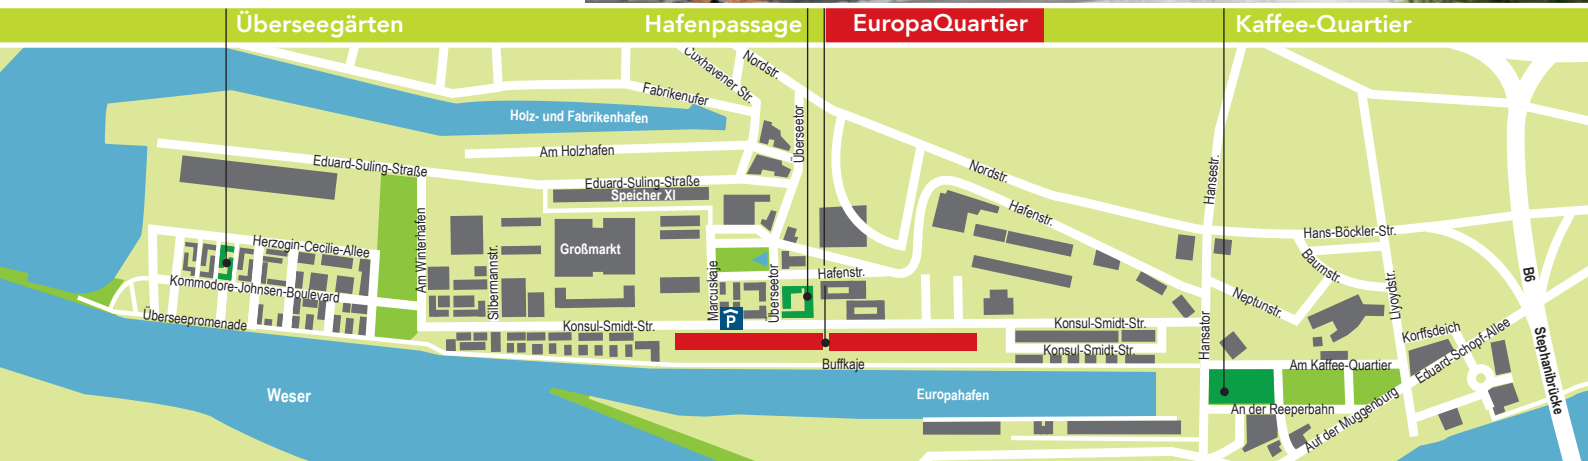 Überseegärten
Hafenpassage
EuropaQuartier
Kaffee-Quartier
Cuxhavener Str.
Nordstr.
Fabrikenufer
Holz- und Fabrikenhafen
Überseetor
Am Holzhafen
Eduard-Suling-Straße
Eduard-Suling-Straße
Speicher XI
Nordstr.
Hansestr.
Hafenstr.
Am Winterhafen
Herzogin-Cecilie-Allee
Großmarkt
Hans-Böckler-Str.
Silbermannstr.
Marcuskaje
Überseetor
Hafenstr.
Baumstr.
B6
Kommodore-Johnsen-Boulevard
Neptunstr.
Lloydstr.
Überseepromenade
P
Konsul-Smidt-Str.
Konsul-Smidt-Str.
Hansator
Korffsdeich
Konsul-Smidt-Str.
Eduard-Schopf-Allee
Stephanibrücke
Buffkaje
Am Kaffee-Quartier
Weser
Europahafen
An der Reeperbahn
Auf der Muggenburg